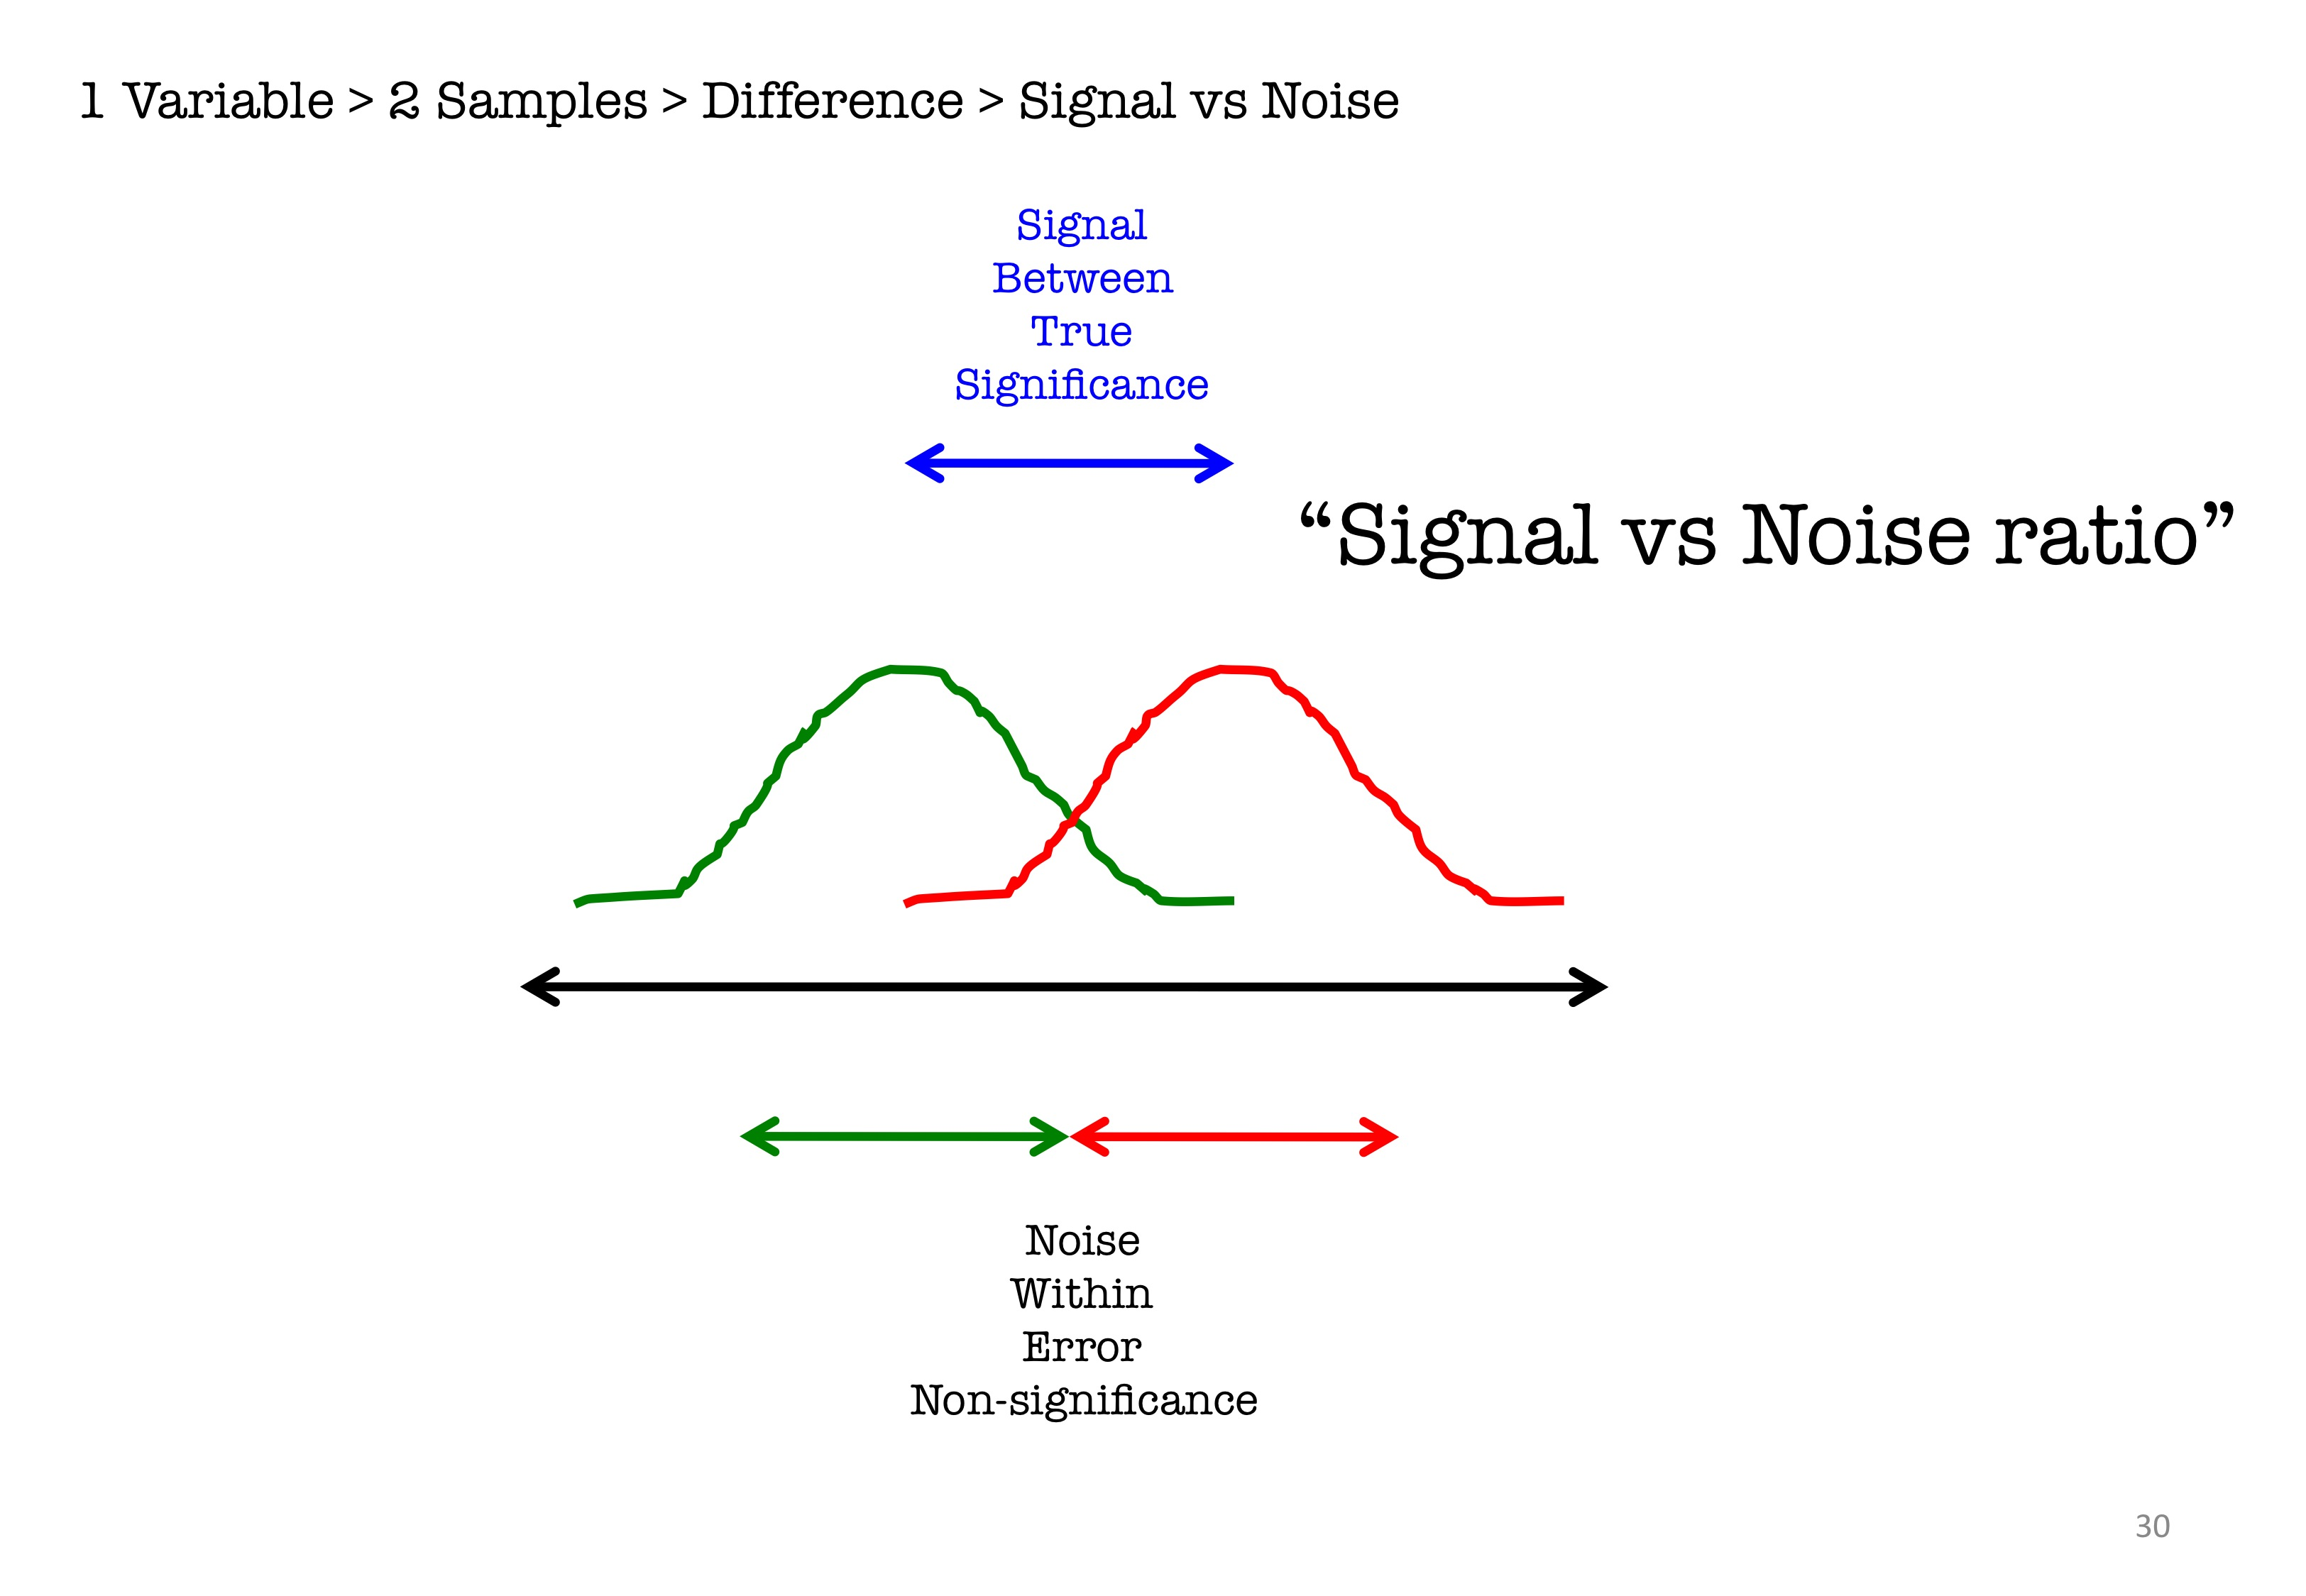 1 Variable > 2 Samples > Difference > Signal vs Noise
Signal
Between
True
Significance
“Signal vs Noise ratio”
Noise
Within
Error
Non-significance
30